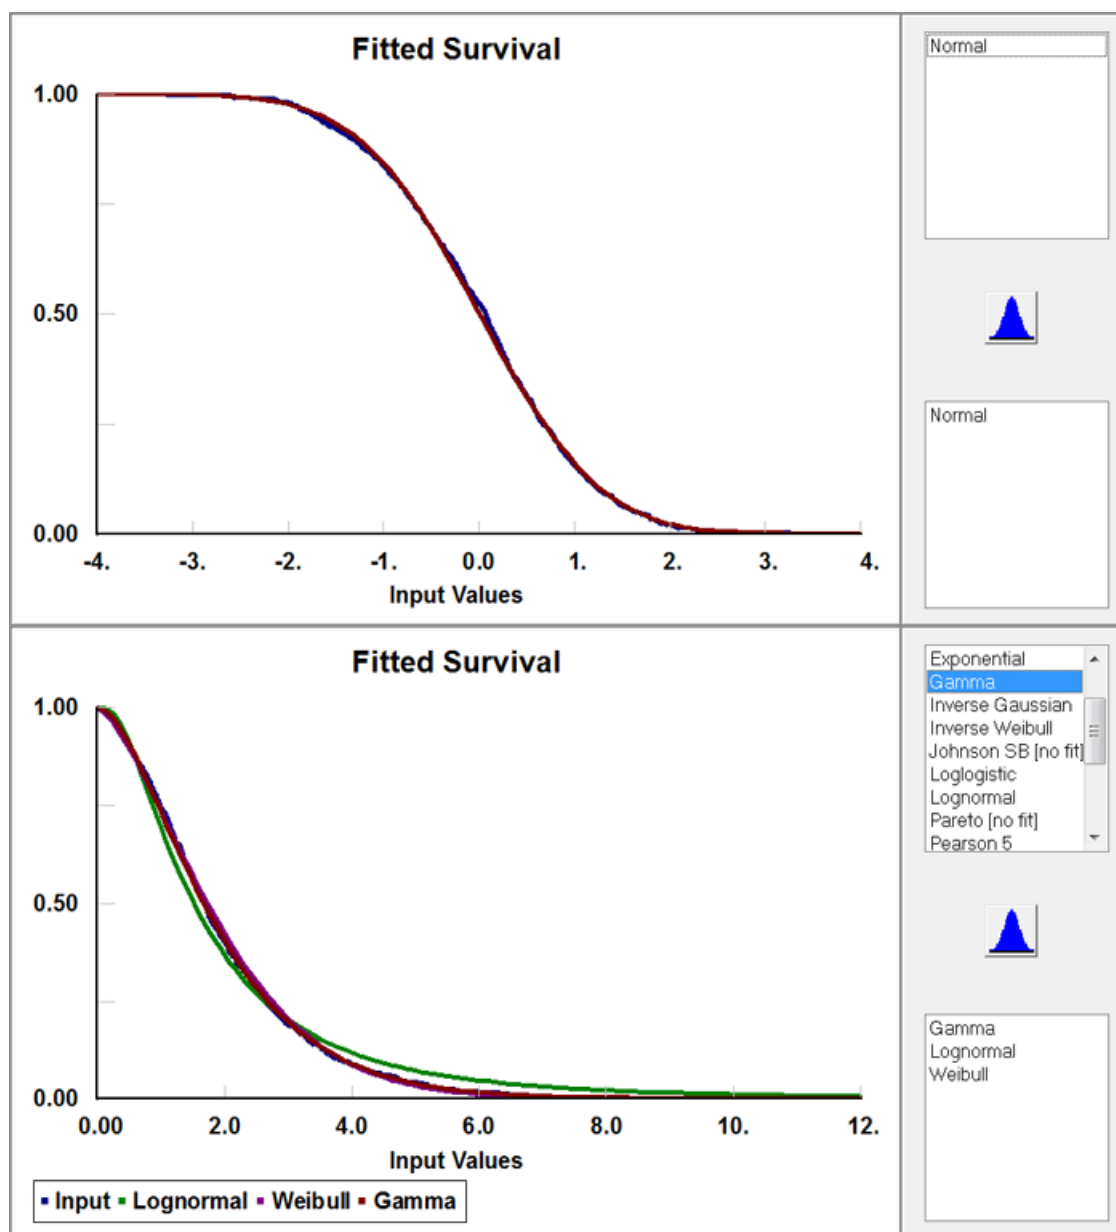 Fitted Survival
1.00
0.50
0.00
-4. -3. -2. -1. 0.0 1. 2. 3. 4.
Input Values
Normal
Normal
Fitted Survival
1.00
0.50
0.00
0.00 2.0 4.0 6.0 8.0 10. 12.
Input Values
Input Lognormal Weibull Gamma
Exponential
Gamma
Inverse Gaussian
Inverse Weibull
Johnson SB [no fit]
Loglogistic
Lognormal
Pareto [no fit]
Pearson 5
Gamma
Lognormal
Weibull